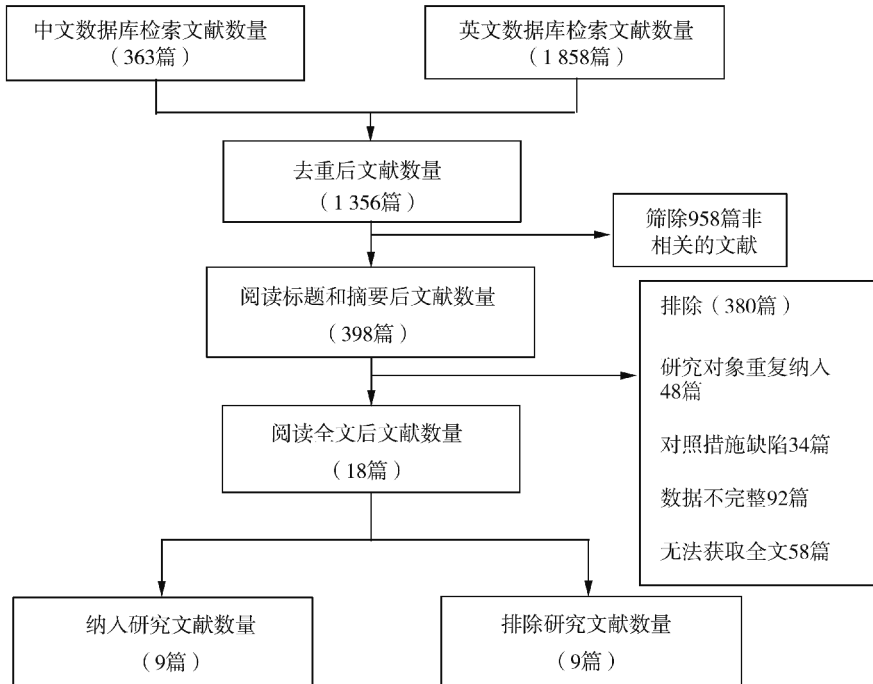 中文数据库检索文献数量
（363篇）
英文数据库检索文献数量
（1 858篇）
去重后文献数量
（1 356篇）
筛除958篇非
相关的文献
阅读标题和摘要后文献数量
（398篇）
排除（380篇）
研究对象重复纳入
48篇
对照措施缺陷34篇
数据不完整92篇
无法获取全文58篇
阅读全文后文献数量
（18篇）
纳入研究文献数量
（9篇）
排除研究文献数量
（9篇）